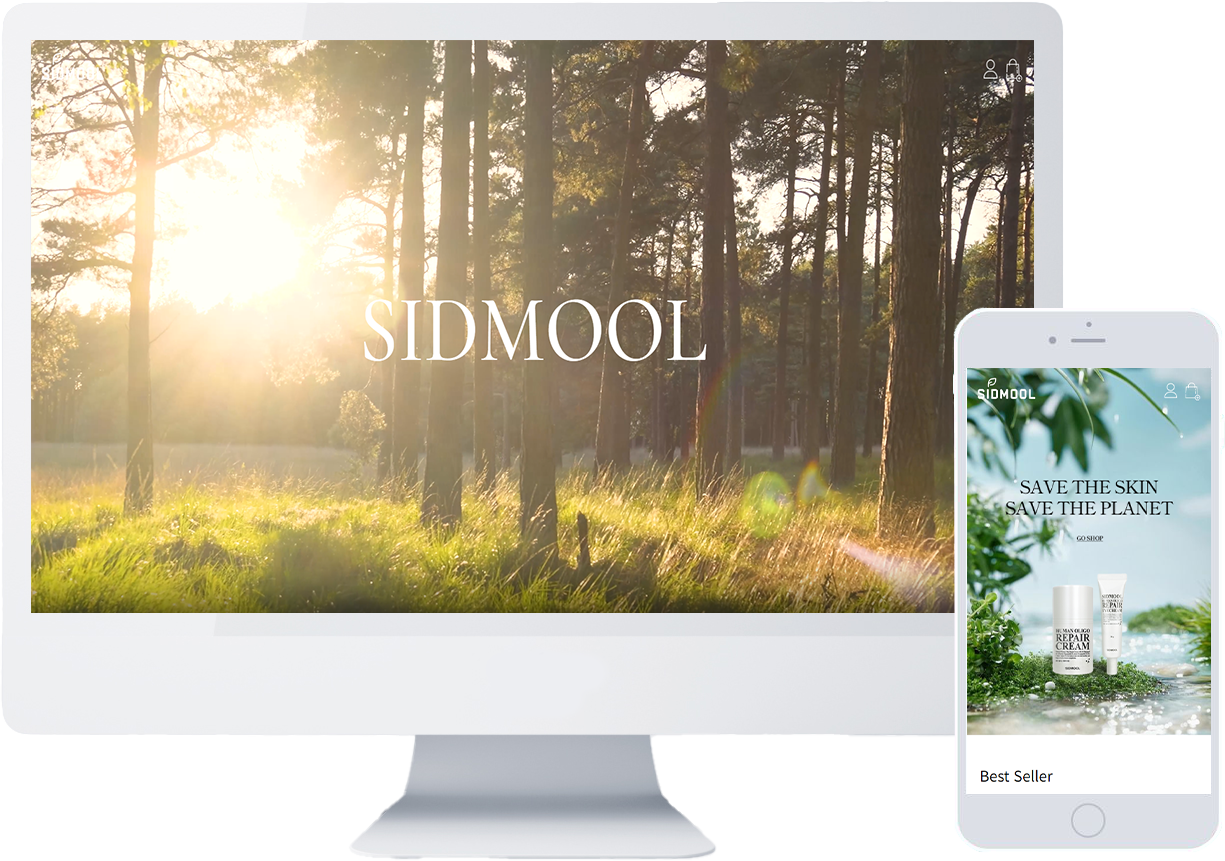 SIDMOOL
SIDMOOL
SAVE THE SKIN
SAVE THE PLANET
GO SHOP
HUMAN OLIGO
REPAIR
CREAM
SIDMOOL
SIDMOOL
REPAIR
Best Seller